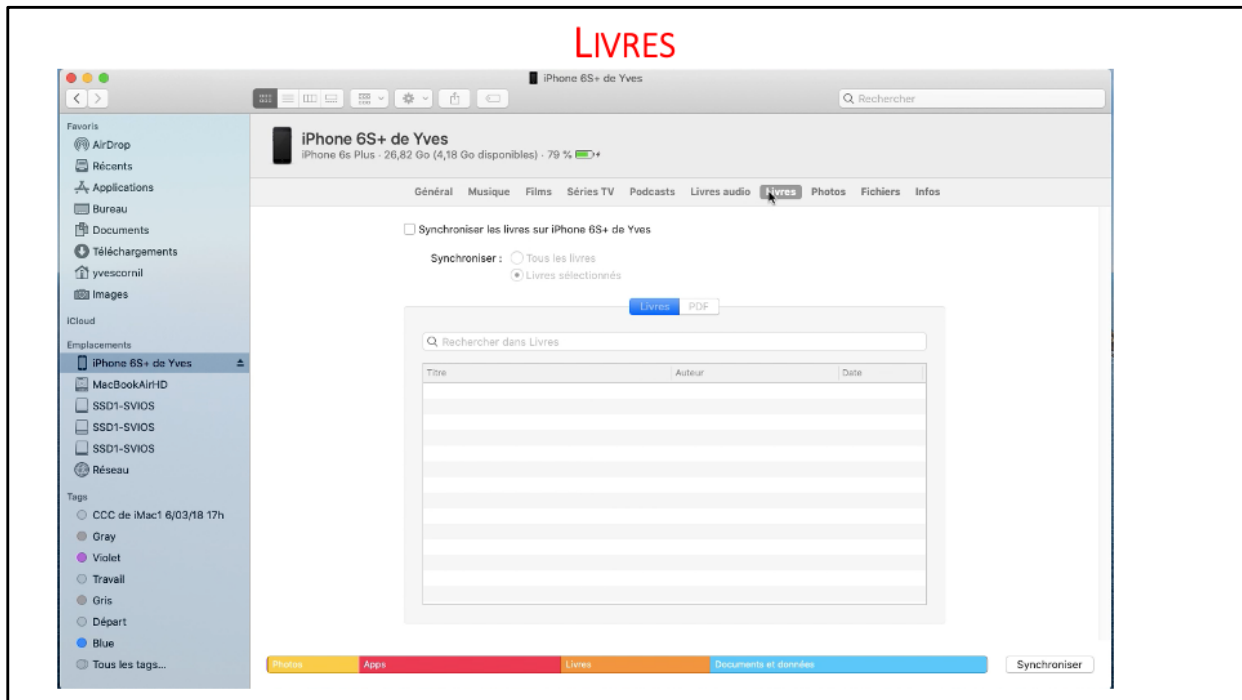 LIVRES
iPhone 6S+ de Yves
Rechercher
Favoris
AirDrop
Récents
Applications
Bureau
Documents
Téléchargements
yvescornil
Images
iCloud
Emplacements
iPhone 6S+ de Yves
MacBookAirHD
SSD1-SVIOS
SSD1-SVIOS
SSD1-SVIOS
Réseau
Tags
CCC de iMac1 6/03/18 17h
Gray
Violet
Travail
Gris
Départ
Blue
Tous les tags...
iPhone 6S+ de Yves
iPhone 6s Plus - 26,82 Go (4,18 Go disponibles) - 79 %
Général Musique Films Séries TV Podcasts Livres audio Livres Photos Fichiers Infos
Synchroniser les livres sur iPhone 6S+ de Yves
Synchroniser : Tous les livres
Livres sélectionnés
Livres PDF
Rechercher dans Livres
Titre Auteur Date
Photos Apps Livres Documents et données Synchroniser